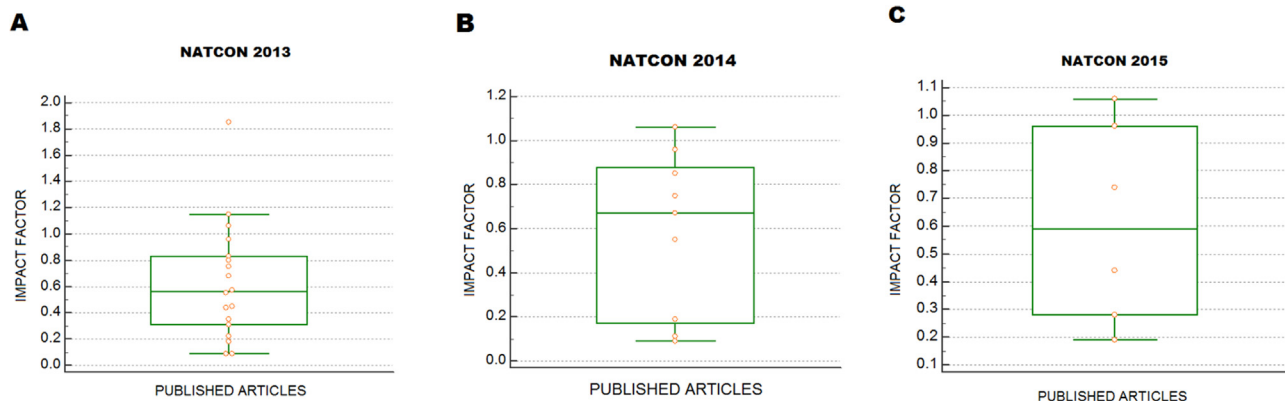 A
NATCON 2013
IMPACT FACTOR
2.0
1.8
1.6
1.4
1.2
1.0
0.8
0.6
0.4
0.2
0.0
PUBLISHED ARTICLES
B
NATCON 2014
IMPACT FACTOR
1.2
1.0
0.8
0.6
0.4
0.2
0.0
PUBLISHED ARTICLES
C
NATCON 2015
IMPACT FACTOR
1.1
1.0
0.9
0.8
0.7
0.6
0.5
0.4
0.3
0.2
0.1
PUBLISHED ARTICLES